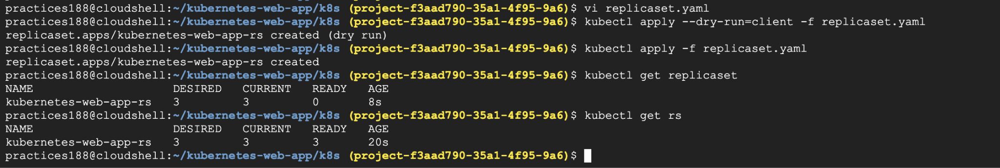 practices188@cloudshell:~/kubernetes-web-app/k8s (project-f3aad790-35a1-4f95-9a6)$ vi replicaset.yaml
practices188@cloudshell:~/kubernetes-web-app/k8s (project-f3aad790-35a1-4f95-9a6)$ kubectl apply --dry-run=client -f replicaset.yaml
replicaset.apps/kubernetes-web-app-rs created (dry run)
practices188@cloudshell:~/kubernetes-web-app/k8s (project-f3aad790-35a1-4f95-9a6)$ kubectl apply -f replicaset.yaml
replicaset.apps/kubernetes-web-app-rs created
practices188@cloudshell:~/kubernetes-web-app/k8s (project-f3aad790-35a1-4f95-9a6)$ kubectl get replicaset
NAME                    DESIRED   CURRENT   READY   AGE
kubernetes-web-app-rs   3         3         0       8s
practices188@cloudshell:~/kubernetes-web-app/k8s (project-f3aad790-35a1-4f95-9a6)$ kubectl get rs
NAME                    DESIRED   CURRENT   READY   AGE
kubernetes-web-app-rs   3         3         3       20s
practices188@cloudshell:~/kubernetes-web-app/k8s (project-f3aad790-35a1-4f95-9a6)$